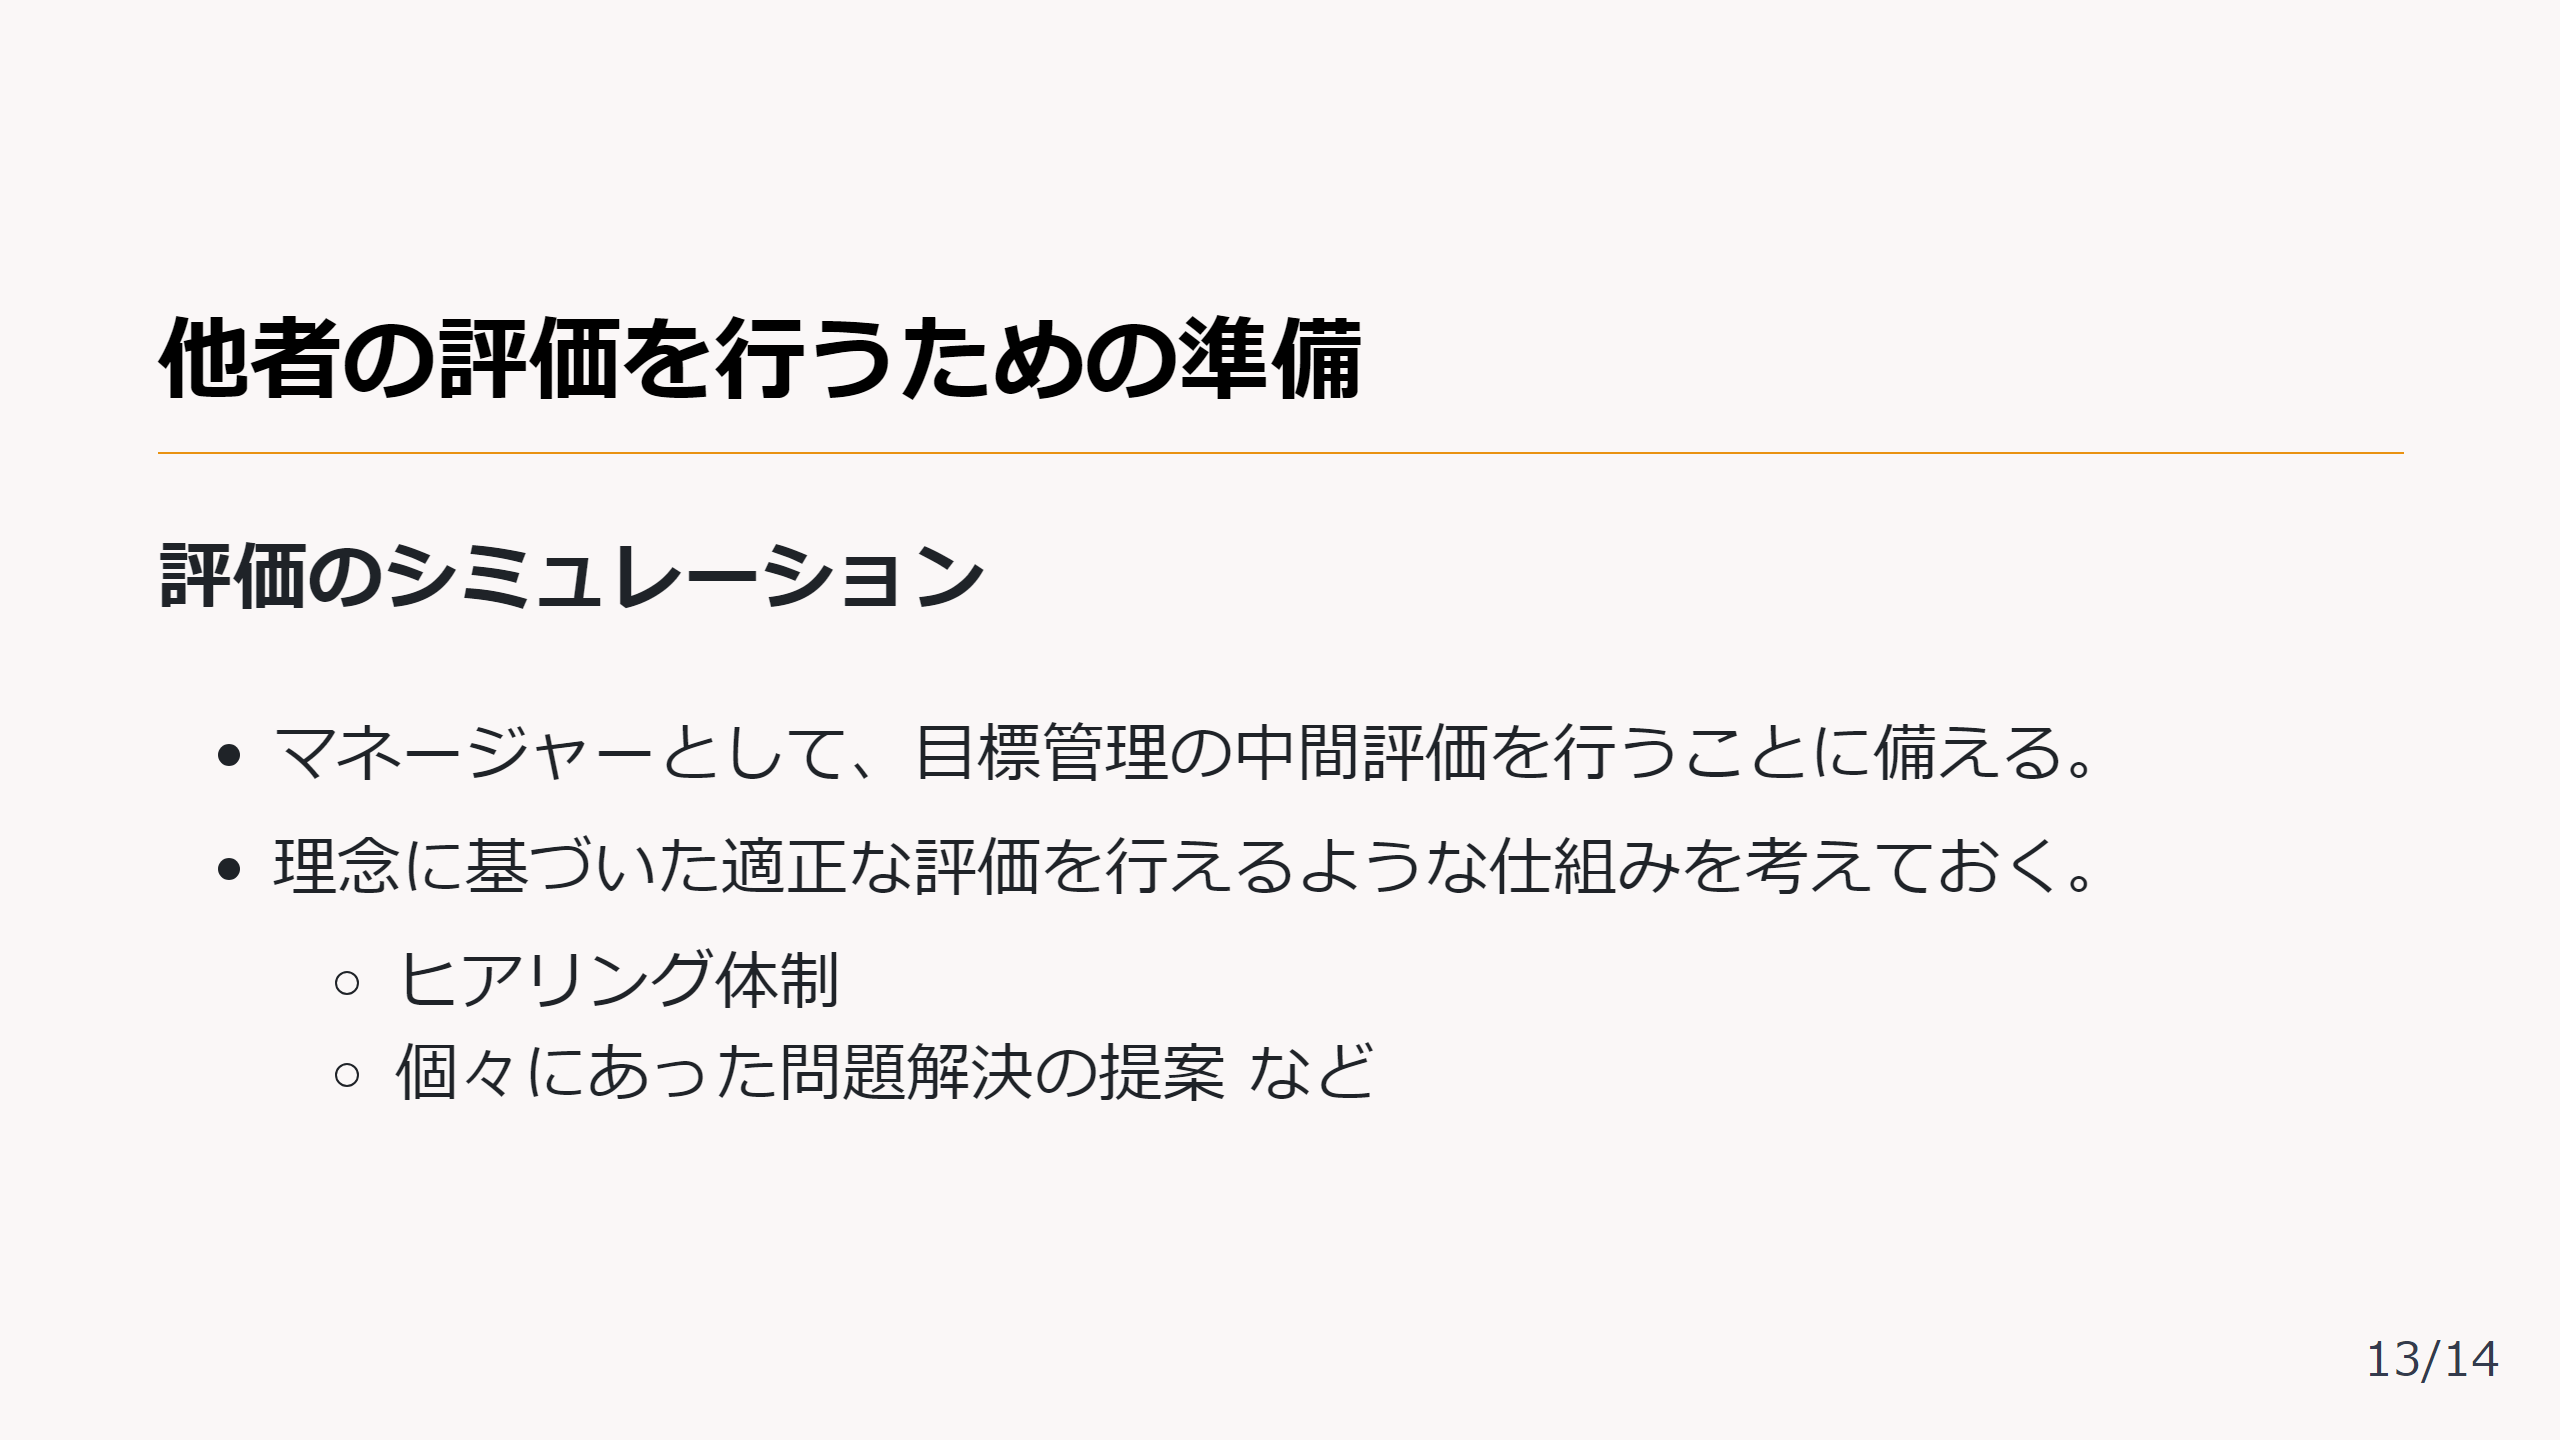 他者の評価を行うための準備
評価のシミュレーション
• マネージャーとして、目標管理の中間評価を行うことに備える。
• 理念に基づいた適正な評価を行えるような仕組みを考えておく。
○ ヒアリング体制
○ 個々にあった問題解決の提案 など
13/14